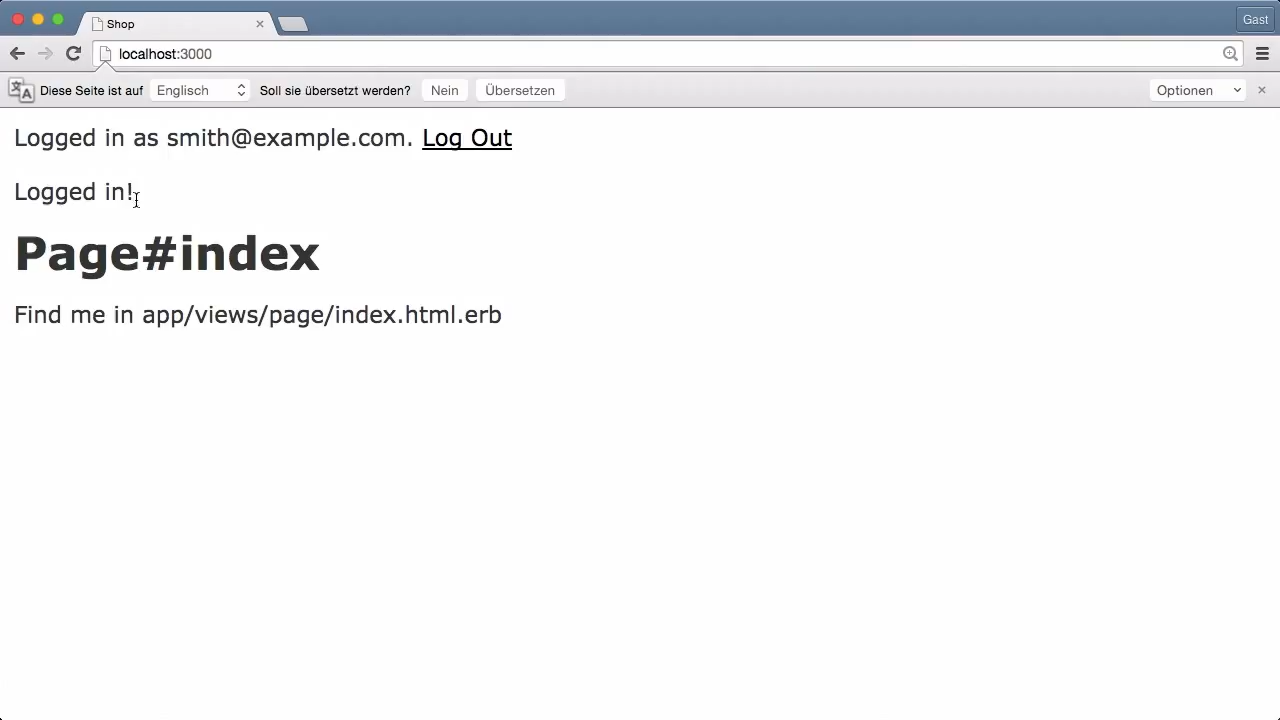 Shop
Gast
localhost:3000
Diese Seite ist auf Englisch Soll sie übersetzt werden? Nein Übersetzen Optionen
Logged in as smith@example.com. Log Out
Logged in!
Page#index
Find me in app/views/page/index.html.erb